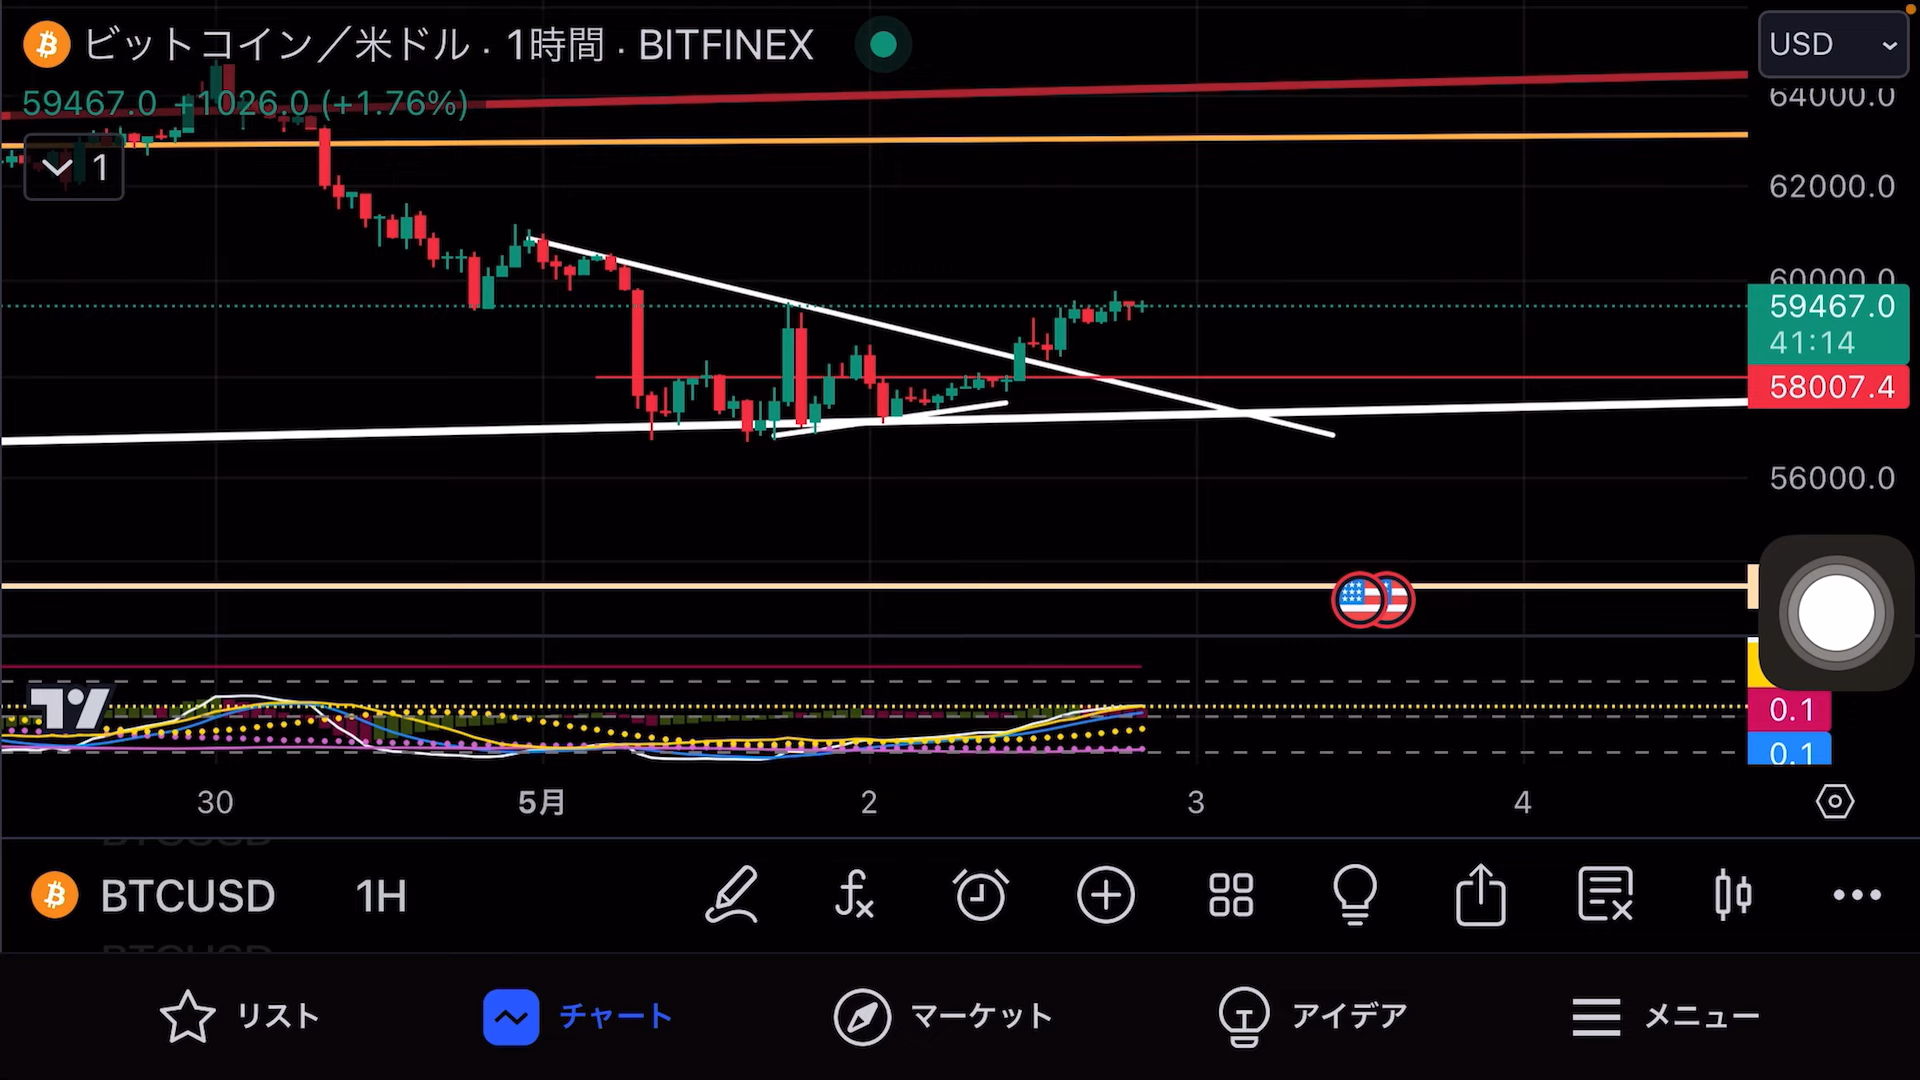 ビットコイン／米ドル · 1時間 · BITFINEX
USD
59467.0 +1026.0 (+1.76%)
64000.0
1
62000.0
60000.0
59467.0
41:14
58007.4
56000.0
0.1
0.1
30 5月 2 3 4
BTCUSD
BTCUSD 1H
BTCUSD
リスト チャート マーケット アイデア メニュー